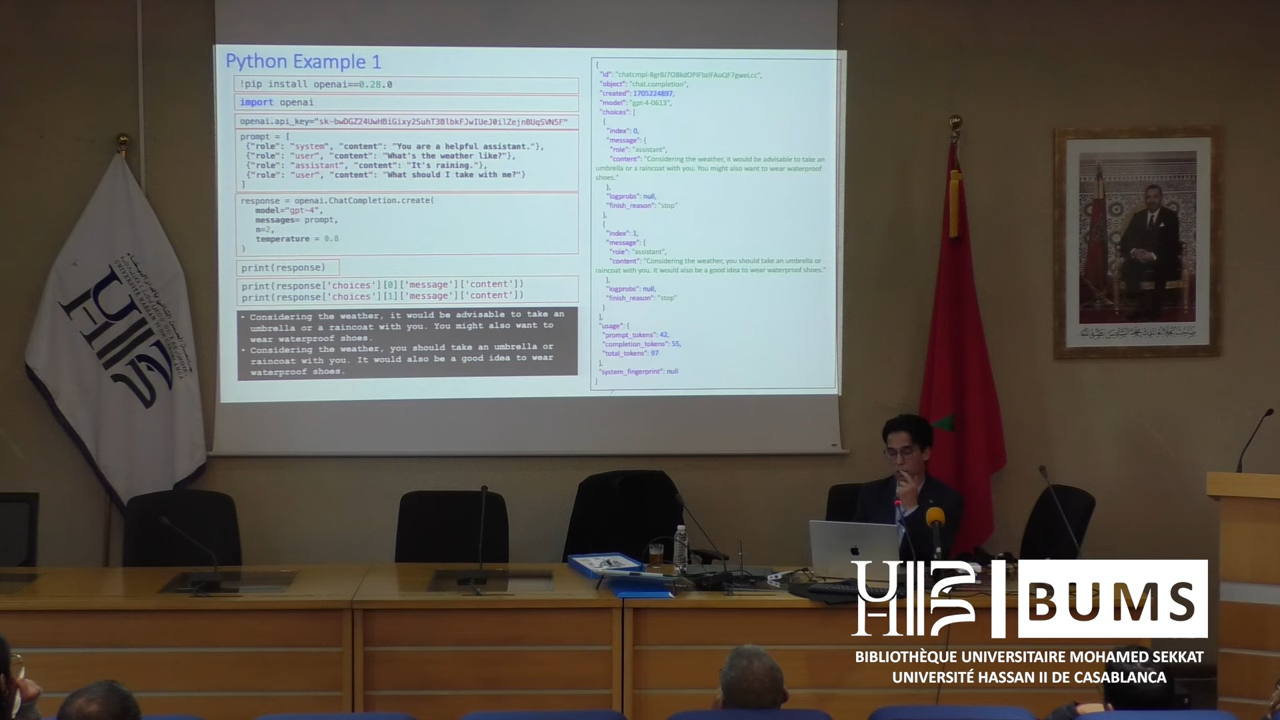 Python Example 1
!pip install openai==0.28.0
import openai
openai.api_key=
prompt = [
{"role": "system", "content": "You are a helpful assistant."},
{"role": "user", "content": "What's the weather like?"},
{"role": "assistant", "content": "It's raining."},
{"role": "user", "content": "What should I take with me?"}
]
response = openai.ChatCompletion.create(
model="gpt-4",
messages= prompt,
n=2,
temperature = 0.8
)
print(response)
print(response['choices'][0]['message']['content'])
print(response['choices'][1]['message']['content'])
• Considering the weather, it would be advisable to take an
umbrella or a raincoat with you. You might also want to
wear waterproof shoes.
• Considering the weather, you should take an umbrella or
raincoat with you. It would also be a good idea to wear
waterproof shoes.
{
"id":
"object": "chat.completion",
"created": 1705224897,
"model": "gpt-4-0613",
"choices": [
{
"index": 0,
"message": {
"role": "assistant",
"content": "Considering the weather, it would be advisable to take an
umbrella or a raincoat with you. You might also want to wear waterproof
shoes."
},
"logprobs": null,
"finish_reason": "stop"
},
{
"index": 1,
"message": {
"role": "assistant",
"content": "Considering the weather, you should take an umbrella or
raincoat with you. It would also be a good idea to wear waterproof shoes."
},
"logprobs": null,
"finish_reason": "stop"
}
],
"usage": {
"prompt_tokens": 42,
"completion_tokens": 55,
"total_tokens": 97
},
"system_fingerprint": null
}
UH2C | BUMS
BIBLIOTHÈQUE UNIVERSITAIRE MOHAMED SEKKAT
UNIVERSITÉ HASSAN II DE CASABLANCA